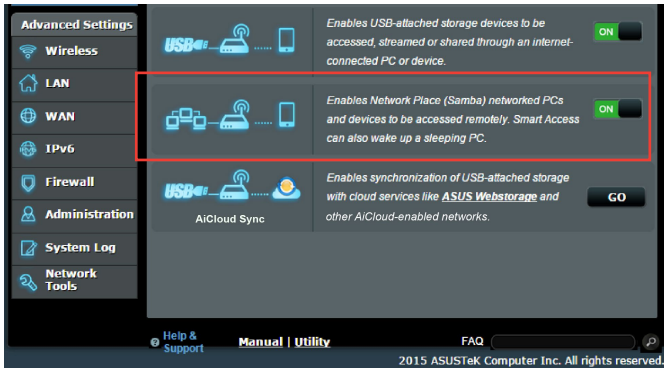 Advanced Settings
Wireless
LAN
WAN
IPv6
Firewall
Administration
System Log
Network
Tools
USB
Enables USB-attached storage devices to be
accessed, streamed or shared through an internet-
connected PC or device.
ON
Enables Network Place (Samba) networked PCs
and devices to be accessed remotely. Smart Access
can also wake up a sleeping PC.
ON
USB
AiCloud Sync
Enables synchronization of USB-attached storage
with cloud services like ASUS Webstorage and
other AiCloud-enabled networks.
GO
Help &
Support
Manual | Utility
FAQ
2015 ASUSTeK Computer Inc. All rights reserved.